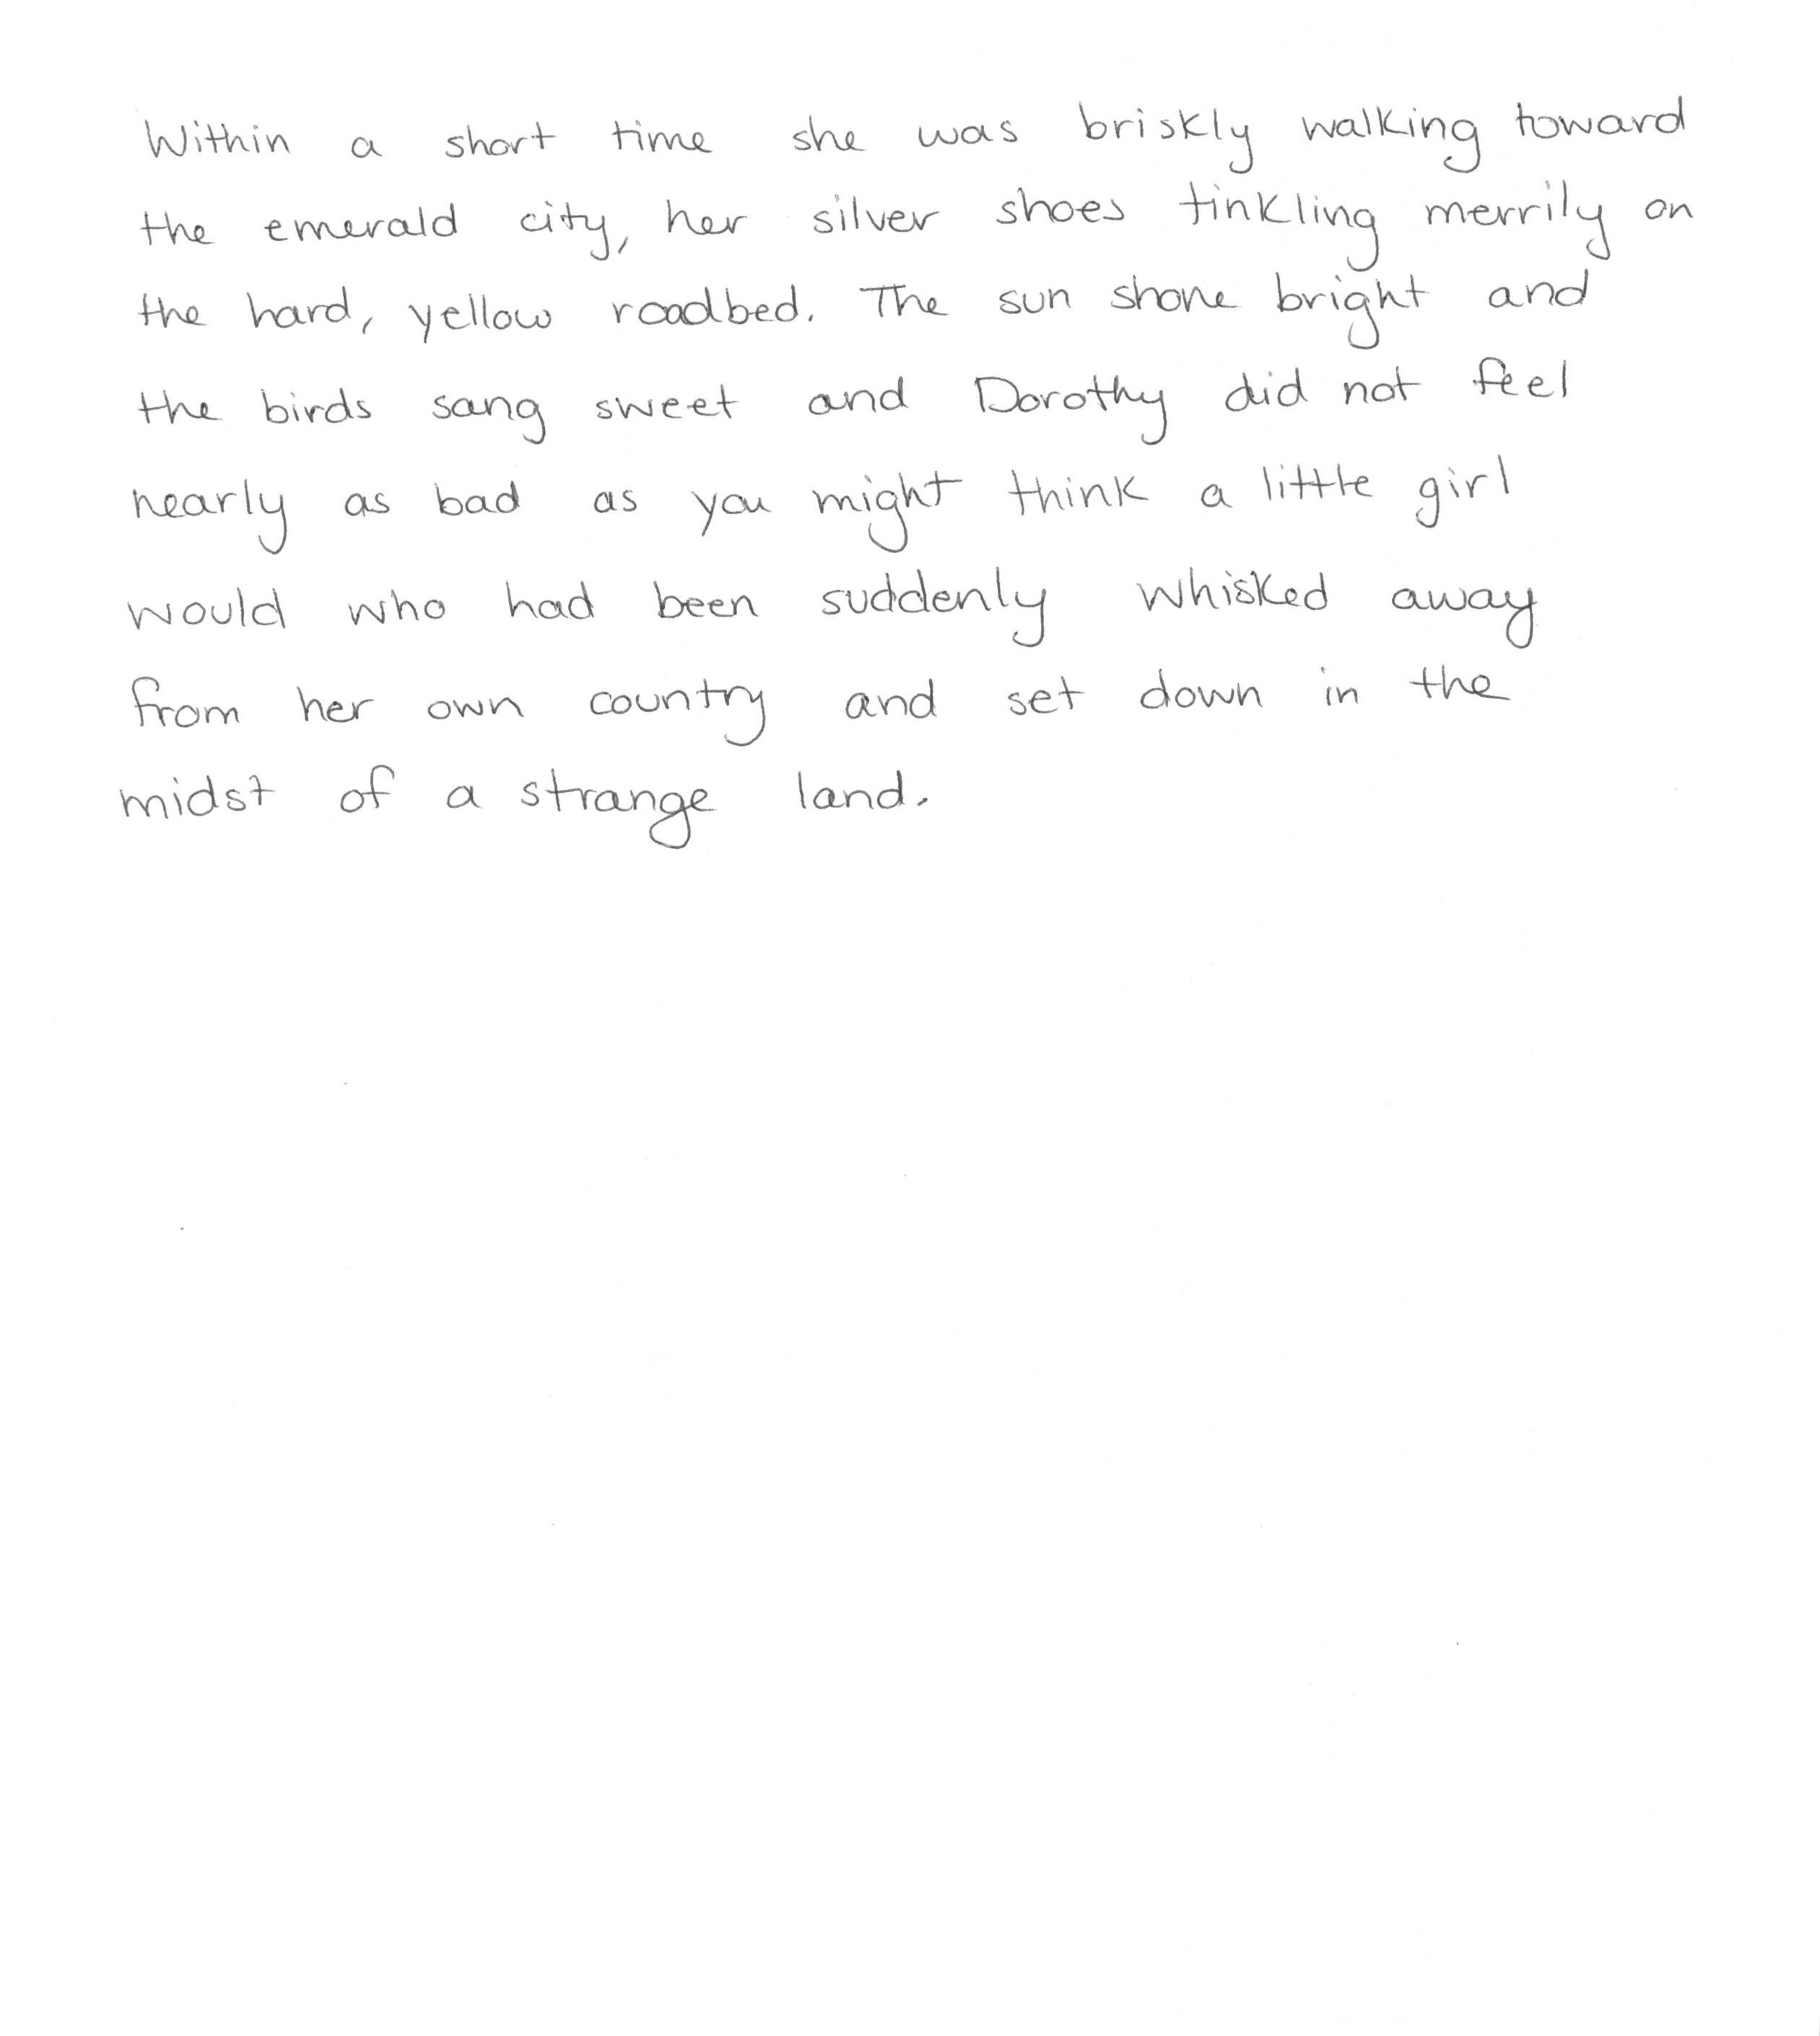 Within a short time she was briskly walking toward
the emerald city, her silver shoes tinkling merrily on
the hard, yellow roadbed. The sun shone bright and
the birds sang sweet and Dorothy did not feel
nearly as bad as you might think a little girl
would who had been suddenly whisked away
from her own country and set down in the
midst of a strange land.